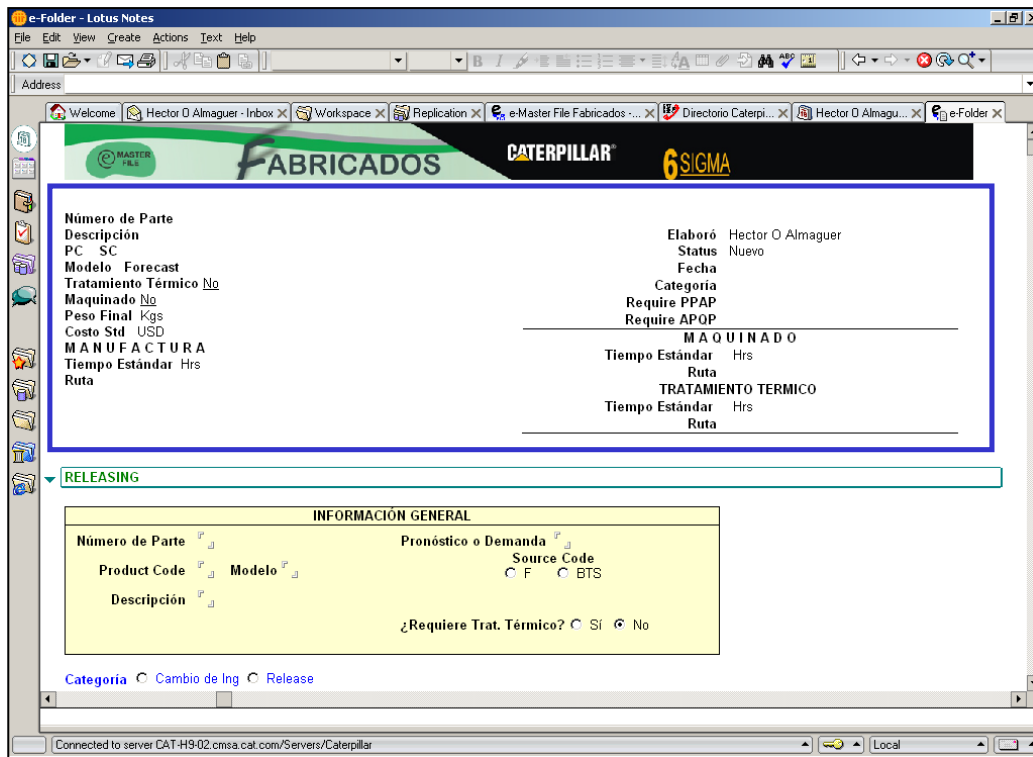 e-Folder - Lotus Notes
File Edit View Create Actions Text Help
Address
Welcome Hector O Almaguer - Inbox Workspace Replication e-Master File Fabricados -... Directorio Caterpi... Hector O Almagu... e-Folder
MASTER FILE FABRICADOS CATERPILLAR® 6 SIGMA
Número de Parte
Descripción
PC SC
Modelo Forecast
Tratamiento Térmico No
Maquinado No
Peso Final Kgs
Costo Std USD
MANUFACTURA
Tiempo Estándar Hrs
Ruta
Elaboró Hector O Almaguer
Status Nuevo
Fecha
Categoría
Require PPAP
Require APQP
MAQUINADO
Tiempo Estándar Hrs
Ruta
TRATAMIENTO TERMICO
Tiempo Estándar Hrs
Ruta
RELEASING
INFORMACIÓN GENERAL
Número de Parte Pronóstico o Demanda
Source Code
Product Code Modelo F BTS
Descripción
¿Requiere Trat. Térmico? Sí No
Categoría Cambio de Ing Release
Connected to server CAT-H9-02.cmsa.cat.com/Servers/Caterpillar Local